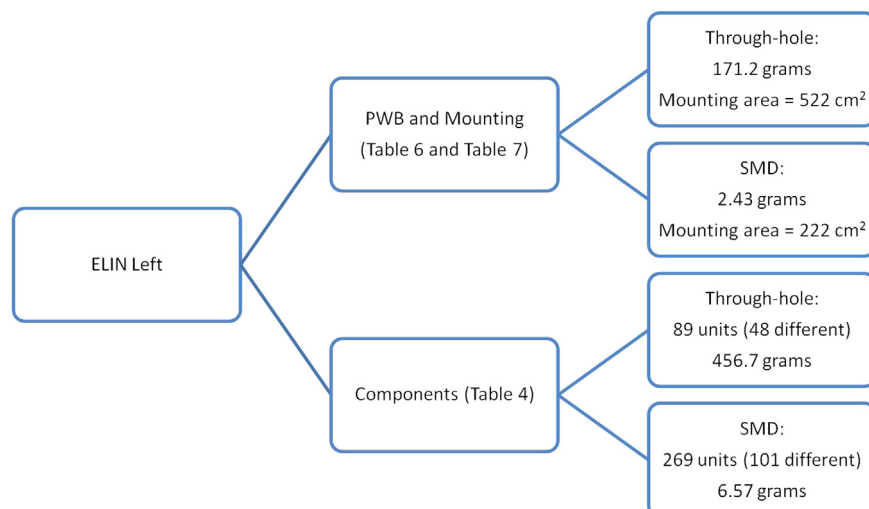 ELIN Left
PWB and Mounting
(Table 6 and Table 7)
Through-hole:
171.2 grams
Mounting area = 522 cm²
SMD:
2.43 grams
Mounting area = 222 cm²
Components (Table 4)
Through-hole:
89 units (48 different)
456.7 grams
SMD:
269 units (101 different)
6.57 grams